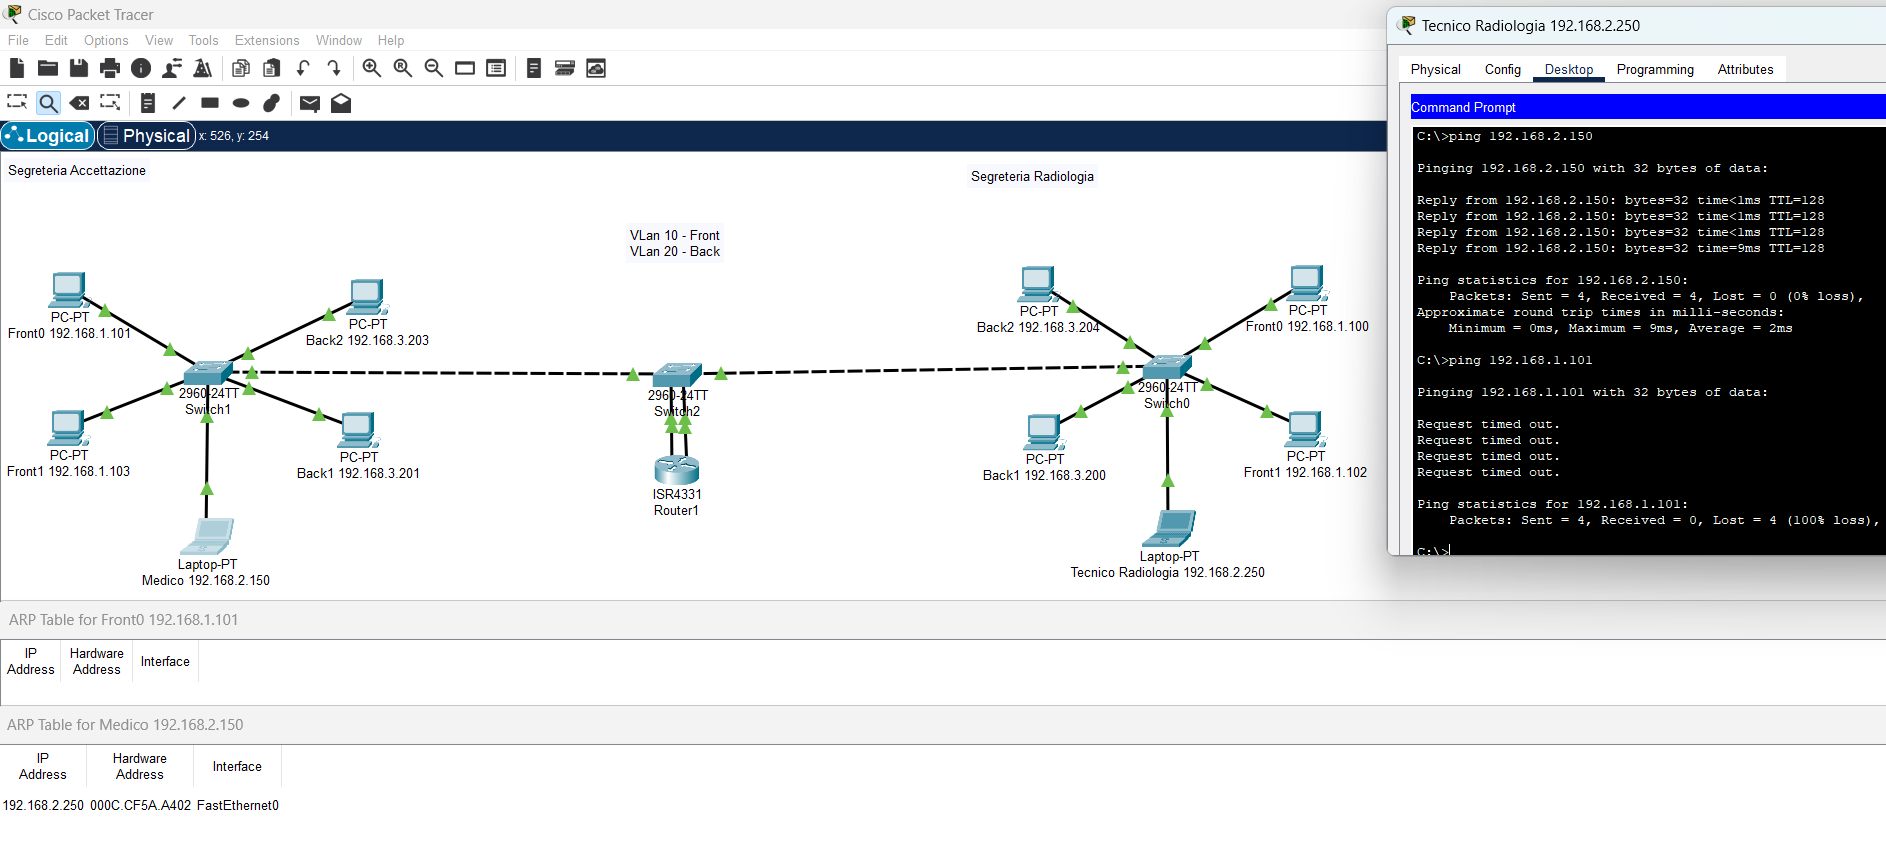 Cisco Packet Tracer
File Edit Options View Tools Extensions Window Help
Logical Physical x: 526, y: 254
Segreteria Accettazione
Segreteria Radiologia
VLan 10 - Front
VLan 20 - Back
PC-PT
Front0 192.168.1.101
PC-PT
Back2 192.168.3.203
PC-PT
Back2 192.168.3.204
PC-PT
Front0 192.168.1.100
2960-24TT
Switch1
2960-24TT
Switch2
2960-24TT
Switch0
PC-PT
Front1 192.168.1.103
PC-PT
Back1 192.168.3.201
ISR4331
Router1
PC-PT
Back1 192.168.3.200
PC-PT
Front1 192.168.1.102
Laptop-PT
Medico 192.168.2.150
Laptop-PT
Tecnico Radiologia 192.168.2.250
Tecnico Radiologia 192.168.2.250
Physical Config Desktop Programming Attributes
Command Prompt
C:\>ping 192.168.2.150
Pinging 192.168.2.150 with 32 bytes of data:
Reply from 192.168.2.150: bytes=32 time<1ms TTL=128
Reply from 192.168.2.150: bytes=32 time<1ms TTL=128
Reply from 192.168.2.150: bytes=32 time<1ms TTL=128
Reply from 192.168.2.150: bytes=32 time=9ms TTL=128
Ping statistics for 192.168.2.150:
Packets: Sent = 4, Received = 4, Lost = 0 (0% loss),
Approximate round trip times in milli-seconds:
Minimum = 0ms, Maximum = 9ms, Average = 2ms
C:\>ping 192.168.1.101
Pinging 192.168.1.101 with 32 bytes of data:
Request timed out.
Request timed out.
Request timed out.
Request timed out.
Ping statistics for 192.168.1.101:
Packets: Sent = 4, Received = 0, Lost = 4 (100% loss),
C:\>
ARP Table for Front0 192.168.1.101
IP Address Hardware Address Interface
ARP Table for Medico 192.168.2.150
IP Address Hardware Address Interface
192.168.2.250 000C.CF5A.A402 FastEthernet0